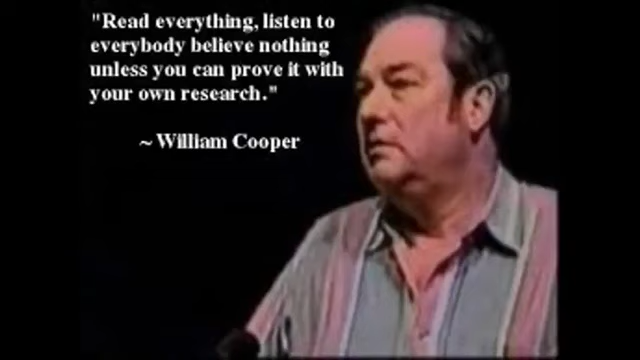 "Read everything, listen to
everybody believe nothing
unless you can prove it with
your own research."
~ William Cooper